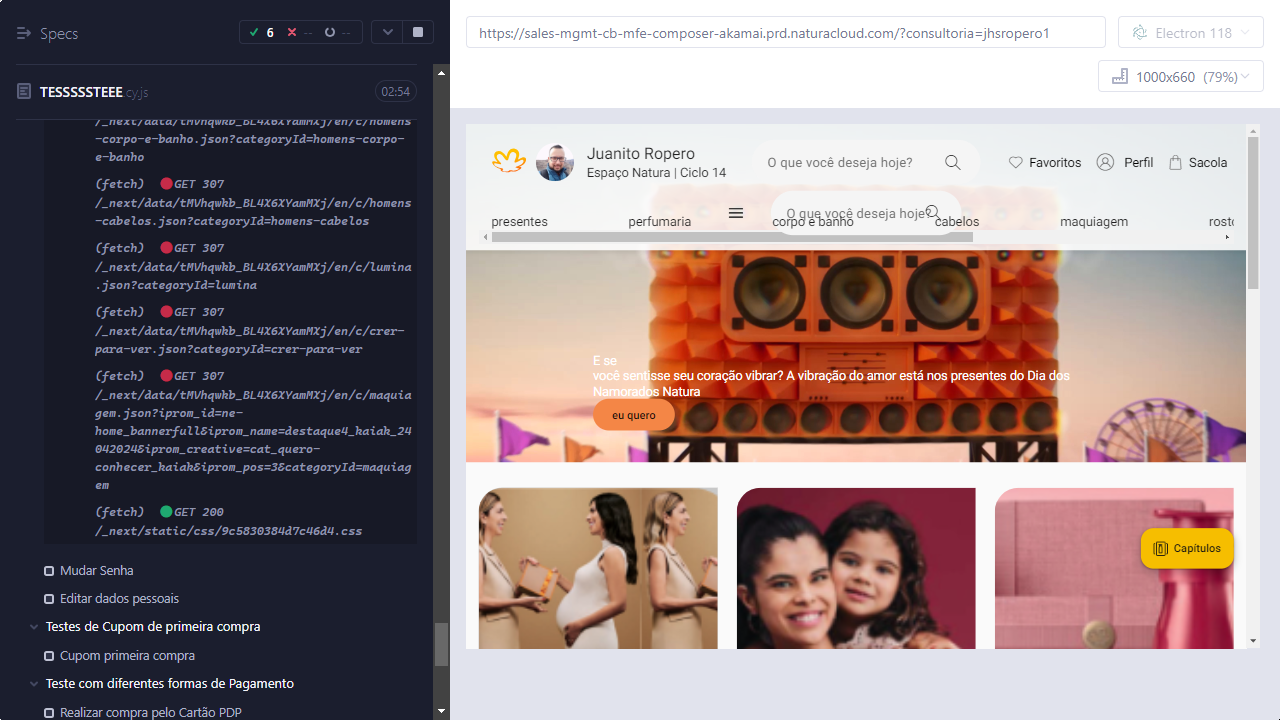 Specs
6
--
--
TESSSSSTEEE.cy.js
02:54
/_next/data/tMVhqwkb_BL4X6XYamMXj/en/c/homens
-corpo-e-banho.json?categoryId=homens-corpo-
e-banho
(fetch) GET 307
/_next/data/tMVhqwkb_BL4X6XYamMXj/en/c/homens
-cabelos.json?categoryId=homens-cabelos
(fetch) GET 307
/_next/data/tMVhqwkb_BL4X6XYamMXj/en/c/lumina
.json?categoryId=lumina
(fetch) GET 307
/_next/data/tMVhqwkb_BL4X6XYamMXj/en/c/crer-
para-ver.json?categoryId=crer-para-ver
(fetch) GET 307
/_next/data/tMVhqwkb_BL4X6XYamMXj/en/c/maquia
gem.json?iprom_id=ne-
home_bannerfull&iprom_name=destaque4_kaiak_24
042024&iprom_creative=cat_quero-
conhecer_kaiak&iprom_pos=3&categoryId=maquiag
em
(fetch) GET 200
/_next/static/css/9c5830384d7c46d4.css
Mudar Senha
Editar dados pessoais
Testes de Cupom de primeira compra
Cupom primeira compra
Teste com diferentes formas de Pagamento
Realizar compra pelo Cartão PDP
https://sales-mgmt-cb-mfe-composer-akamai.prd.naturacloud.com/?consultoria=jhsropero1
Electron 118
1000x660 (79%)
Juanito Ropero
Espaço Natura | Ciclo 14
O que você deseja hoje?
Favoritos
Perfil
Sacola
O que você deseja hoje?
presentes
perfumaria
corpo e banho
cabelos
maquiagem
rosto
E se
você sentisse seu coração vibrar? A vibração do amor está nos presentes do Dia dos
Namorados Natura
eu quero
Capítulos